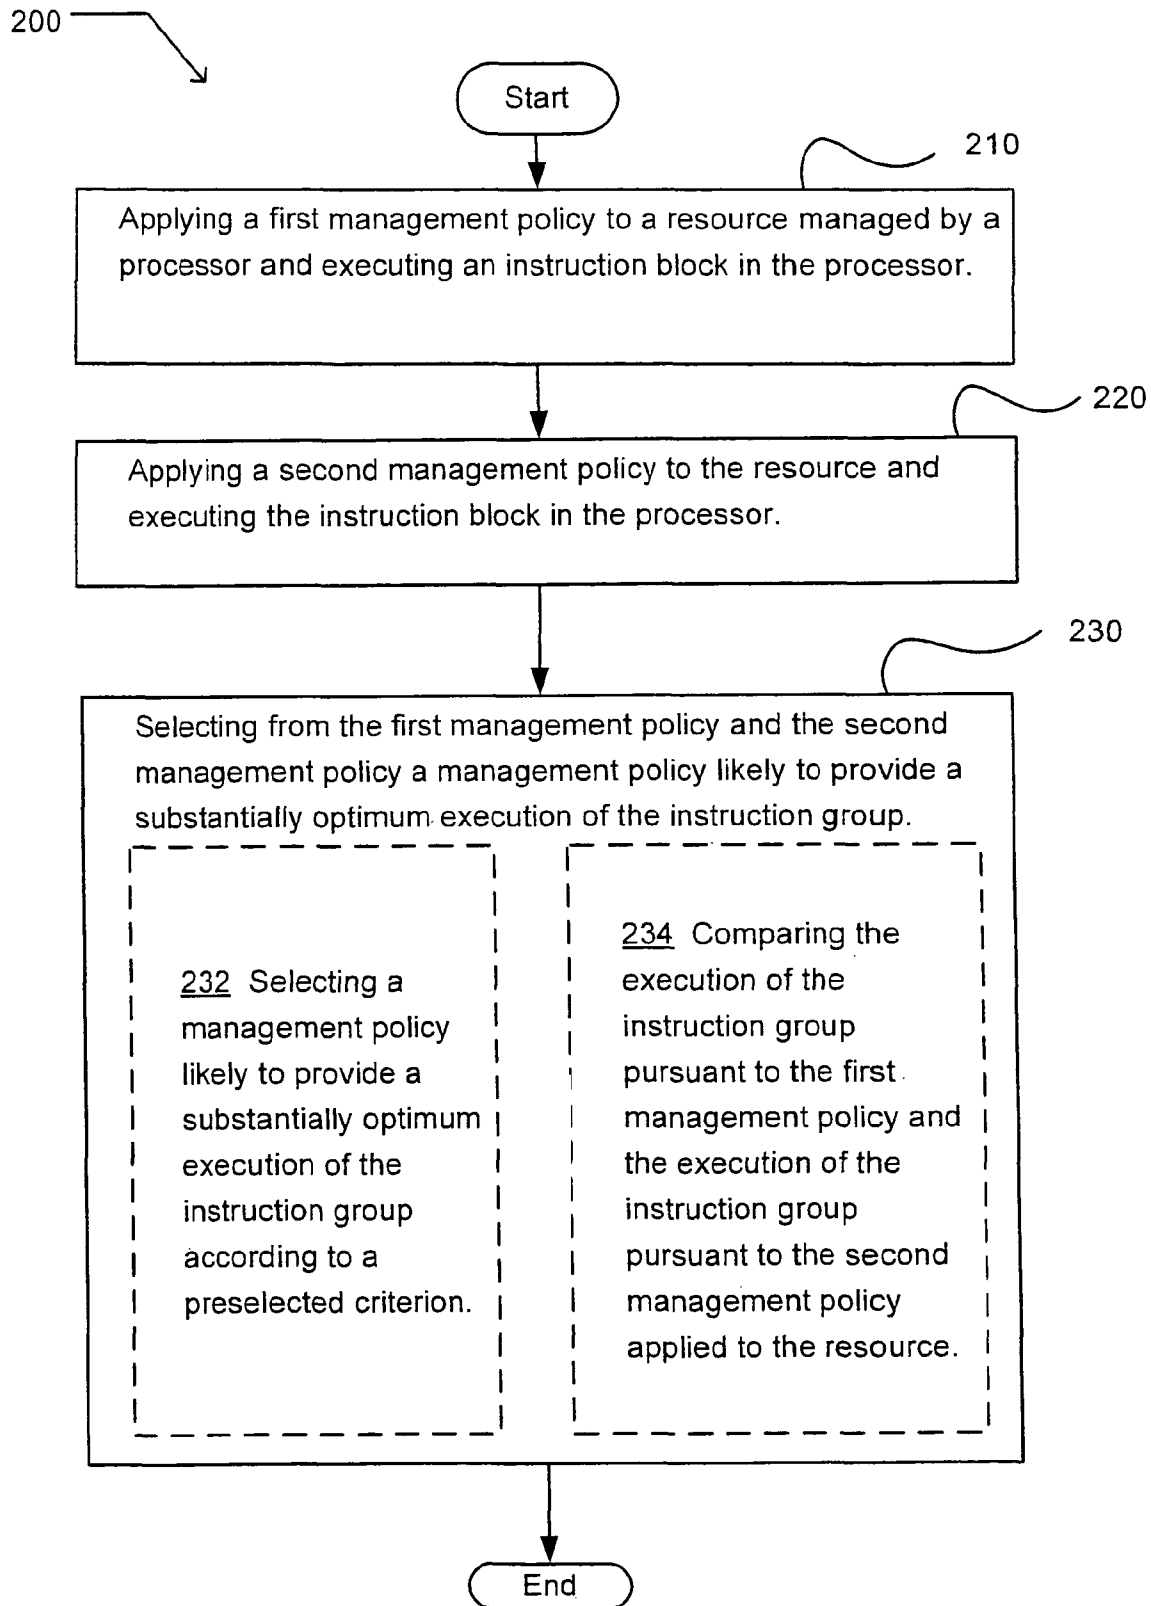 200
Start
210
Applying a first management policy to a resource managed by a
processor and executing an instruction block in the processor.
220
Applying a second management policy to the resource and
executing the instruction block in the processor.
230
Selecting from the first management policy and the second
management policy a management policy likely to provide a
substantially optimum execution of the instruction group.
232 Selecting a
management policy
likely to provide a
substantially optimum
execution of the
instruction group
according to a
preselected criterion.
234 Comparing the
execution of the
instruction group
pursuant to the first
management policy and
the execution of the
instruction group
pursuant to the second
management policy
applied to the resource.
End